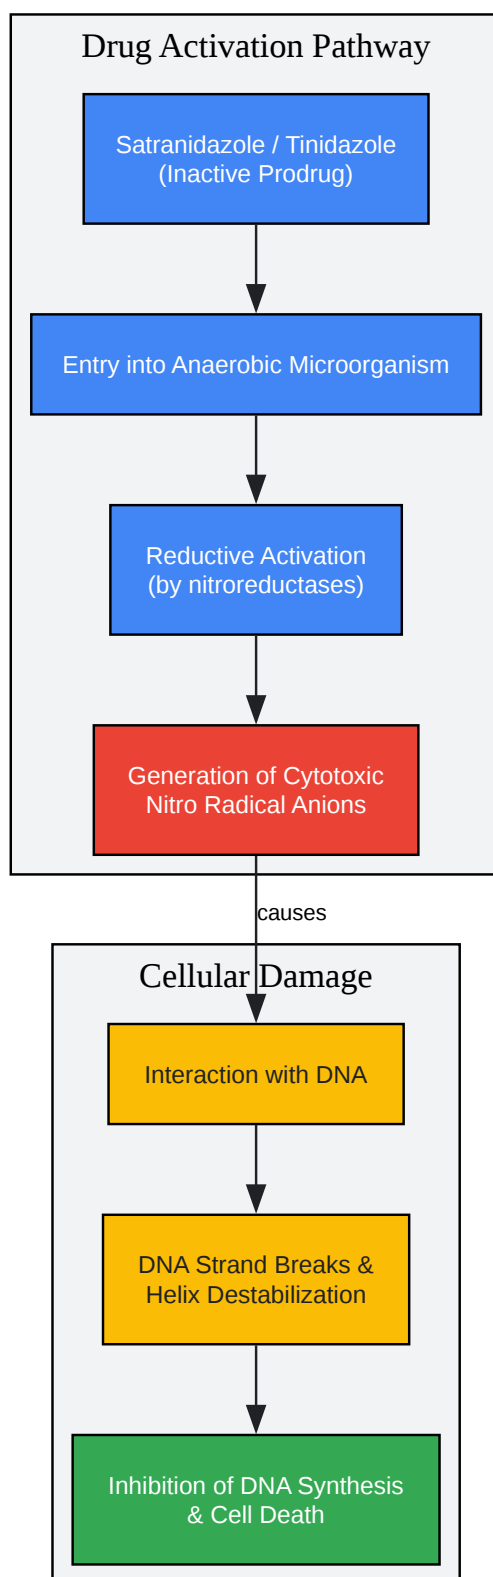 Drug Activation Pathway
Satranidazole / Tinidazole
(Inactive Prodrug)
Entry into Anaerobic Microorganism
Reductive Activation
(by nitroreductases)
Generation of Cytotoxic
Nitro Radical Anions
causes
Cellular Damage
Interaction with DNA
DNA Strand Breaks &
Helix Destabilization
Inhibition of DNA Synthesis
& Cell Death